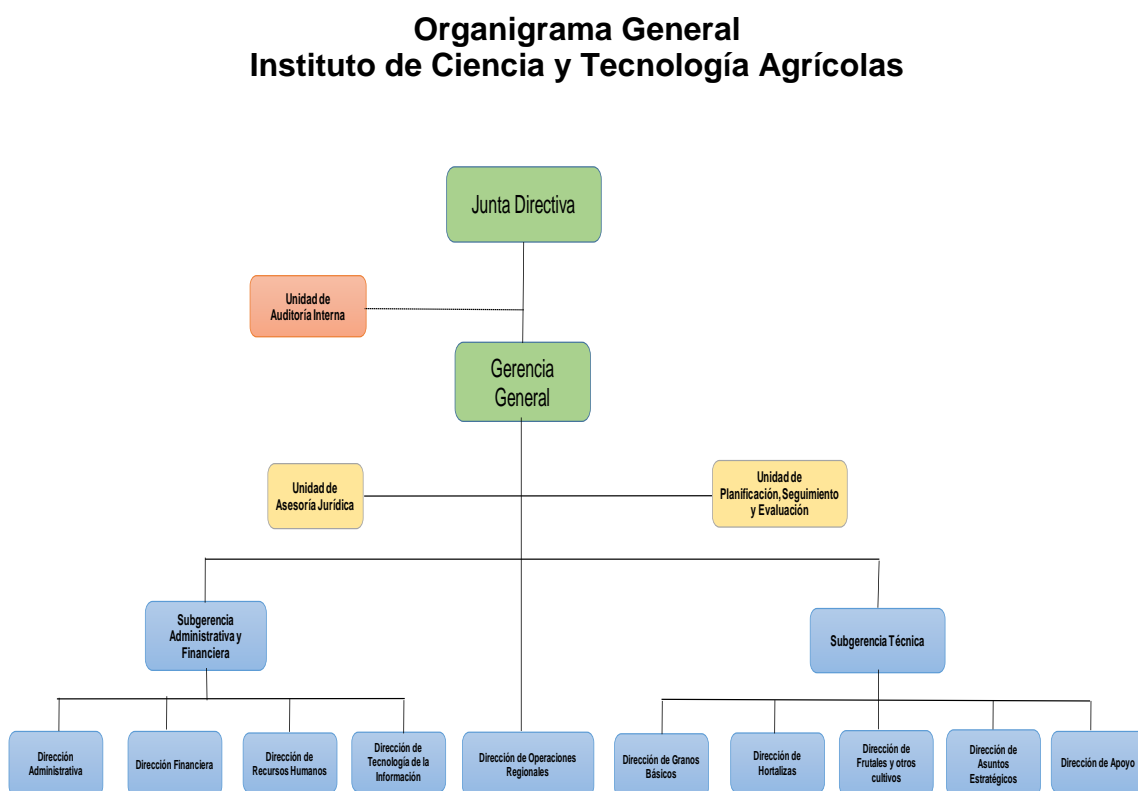 Organigrama General
Instituto de Ciencia y Tecnología Agrícolas
Junta Directiva
Unidad de
Auditoría Interna
Gerencia
General
Unidad de
Asesoría Jurídica
Unidad de
Planificación, Seguimiento
y Evaluación
Subgerencia
Administrativa y
Financiera
Subgerencia Técnica
Dirección
Administrativa
Dirección Financiera
Dirección de
Recursos Humanos
Dirección de
Tecnología de
la Información
Dirección de Operaciones
Regionales
Dirección de Granos
Básicos
Dirección de
Hortalizas
Dirección de
Frutales y otros
cultivos
Dirección de
Asuntos
Estratégicos
Dirección de Apoyo